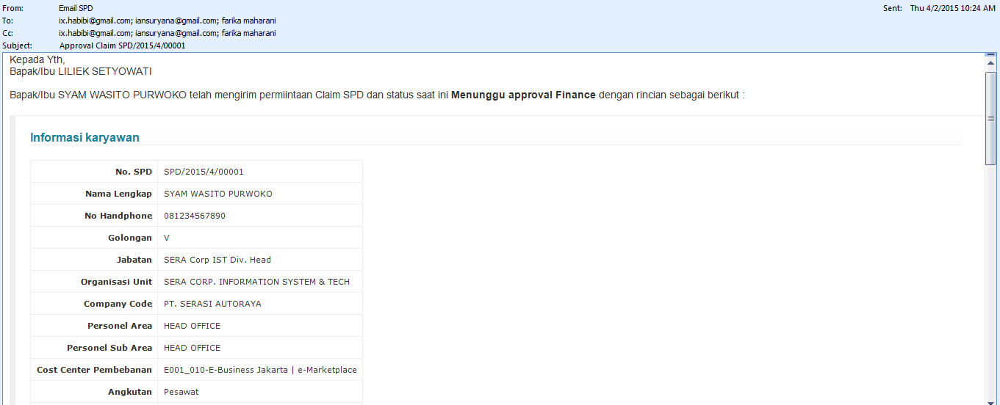 From: Email SPD Sent: Thu 4/2/2015 10:24 AM
To: ix.habibi@gmail.com; iansuryana@gmail.com; farika maharani
Cc: ix.habibi@gmail.com; iansuryana@gmail.com; farika maharani
Subject: Approval Claim SPD/2015/4/00001
Kepada Yth,
Bapak/Ibu LILIEK SETYOWATI
Bapak/Ibu SYAM WASITO PURWOKO telah mengirim permiintaan Claim SPD dan status saat ini Menunggu approval Finance dengan rincian sebagai berikut :
Informasi karyawan
No. SPD SPD/2015/4/00001
Nama Lengkap SYAM WASITO PURWOKO
No Handphone 081234567890
Golongan V
Jabatan SERA Corp IST Div. Head
Organisasi Unit SERA CORP. INFORMATION SYSTEM & TECH
Company Code PT. SERASI AUTORAYA
Personel Area HEAD OFFICE
Personel Sub Area HEAD OFFICE
Cost Center Pembebanan E001_010-E-Business Jakarta | e-Marketplace
Angkutan Pesawat